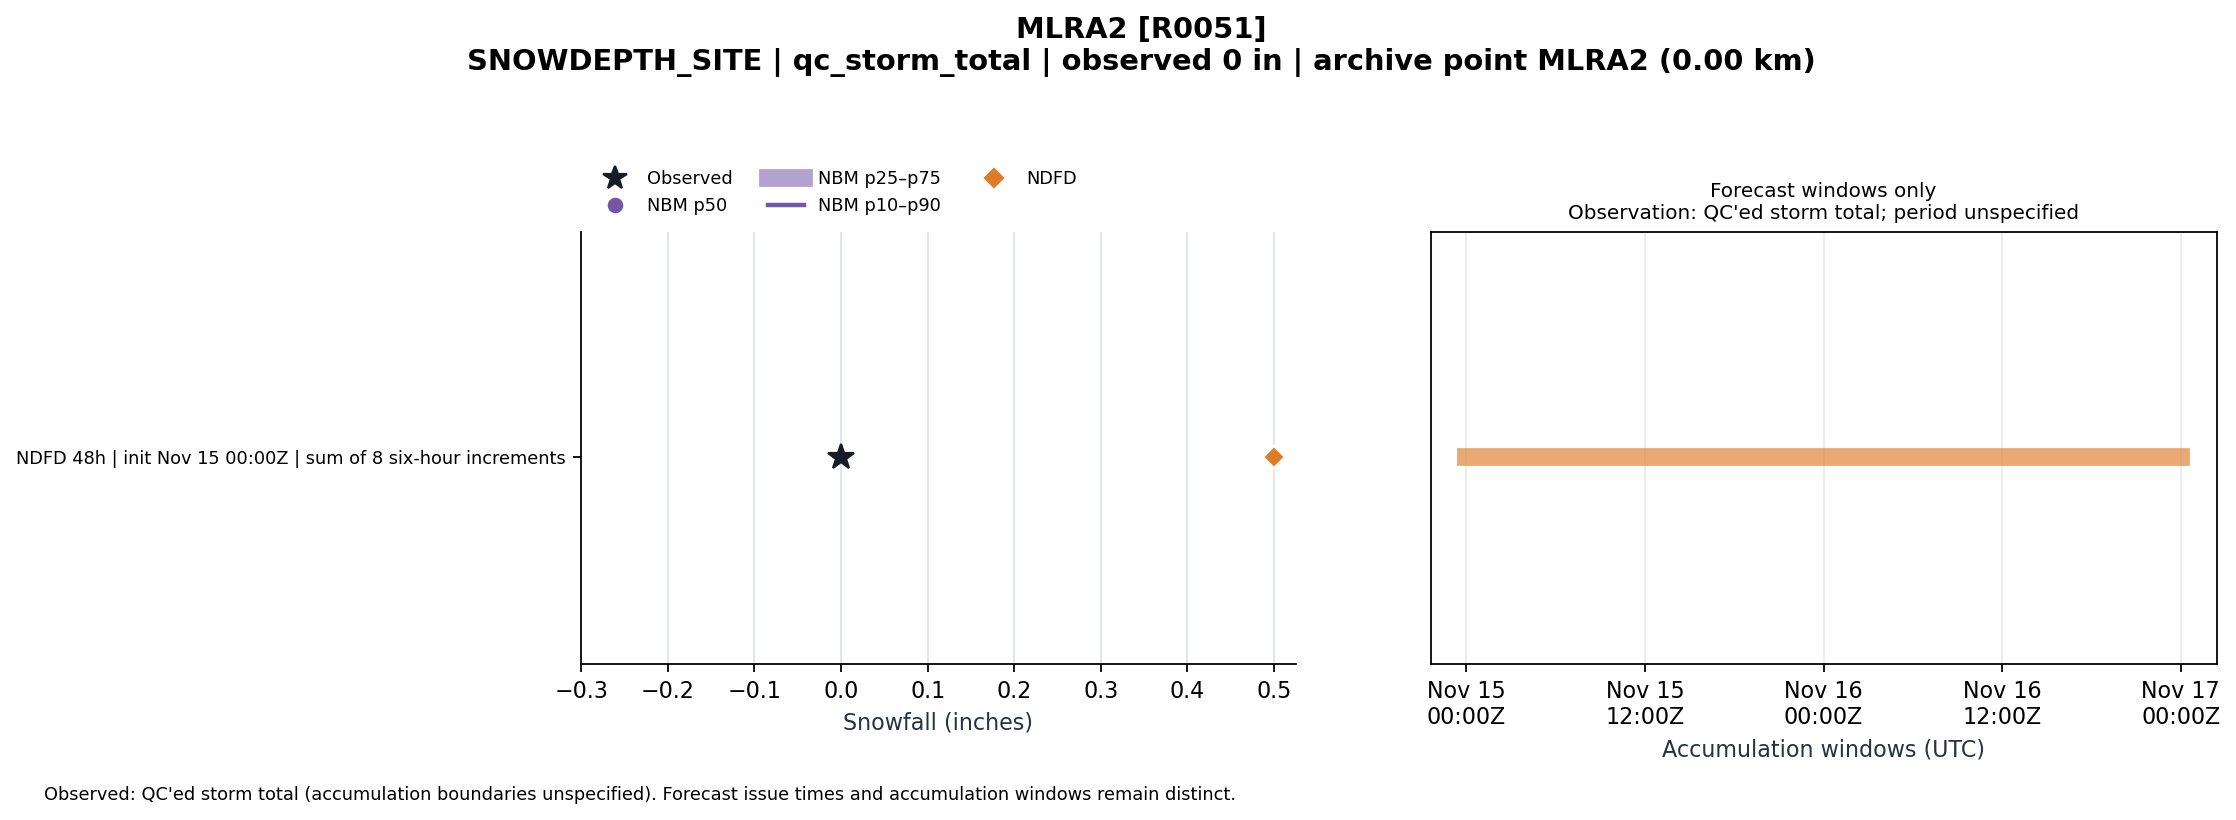 MLRA2 [R0051]
SNOWDEPTH_SITE | qc_storm_total | observed 0 in | archive point MLRA2 (0.00 km)
Observed
NBM p50
NBM p25–p75
NBM p10–p90
NDFD
NDFD 48h | init Nov 15 00:00Z | sum of 8 six-hour increments
−0.3 −0.2 −0.1 0.0 0.1 0.2 0.3 0.4 0.5
Snowfall (inches)
Forecast windows only
Observation: QC'ed storm total; period unspecified
Nov 15 Nov 15 Nov 16 Nov 16 Nov 17
00:00Z 12:00Z 00:00Z 12:00Z 00:00Z
Accumulation windows (UTC)
Observed: QC'ed storm total (accumulation boundaries unspecified). Forecast issue times and accumulation windows remain distinct.